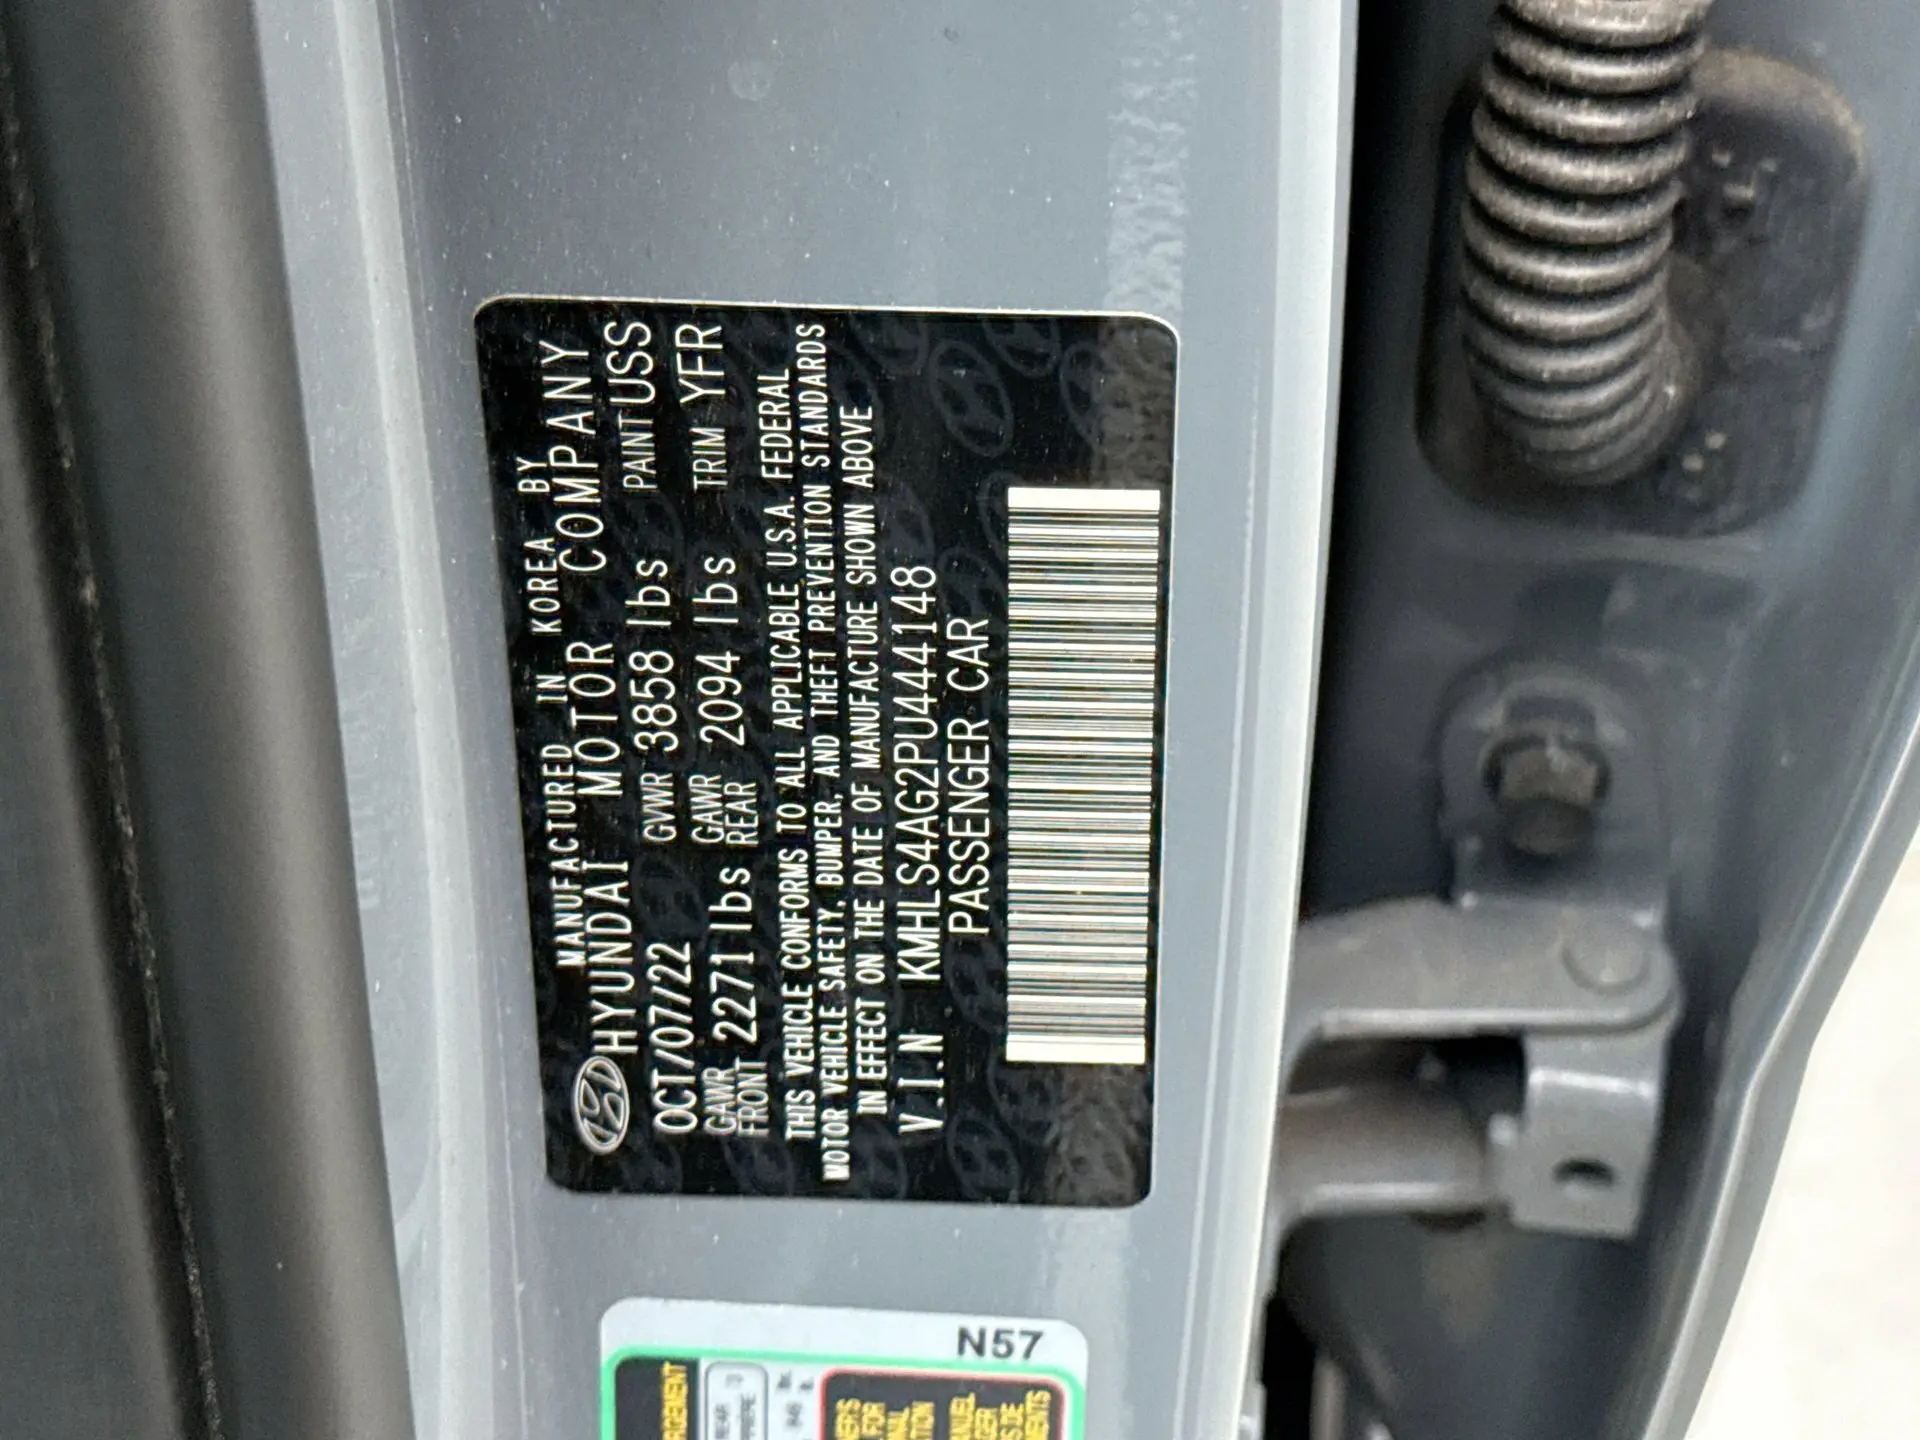 MANUFACTURED IN KOREA BY
HYUNDAI MOTOR COMPANY
OCT/07/22 GVWR 3858 lbs PAINT USS
GAWR FRONT 2271 lbs GAWR REAR 2094 lbs TRIM YFR
THIS VEHICLE CONFORMS TO ALL APPLICABLE U.S.A. FEDERAL
MOTOR VEHICLE SAFETY, BUMPER, AND THEFT PREVENTION STANDARDS
IN EFFECT ON THE DATE OF MANUFACTURE SHOWN ABOVE
V.I.N KMHLS4AG2PU444148
PASSENGER CAR
N57